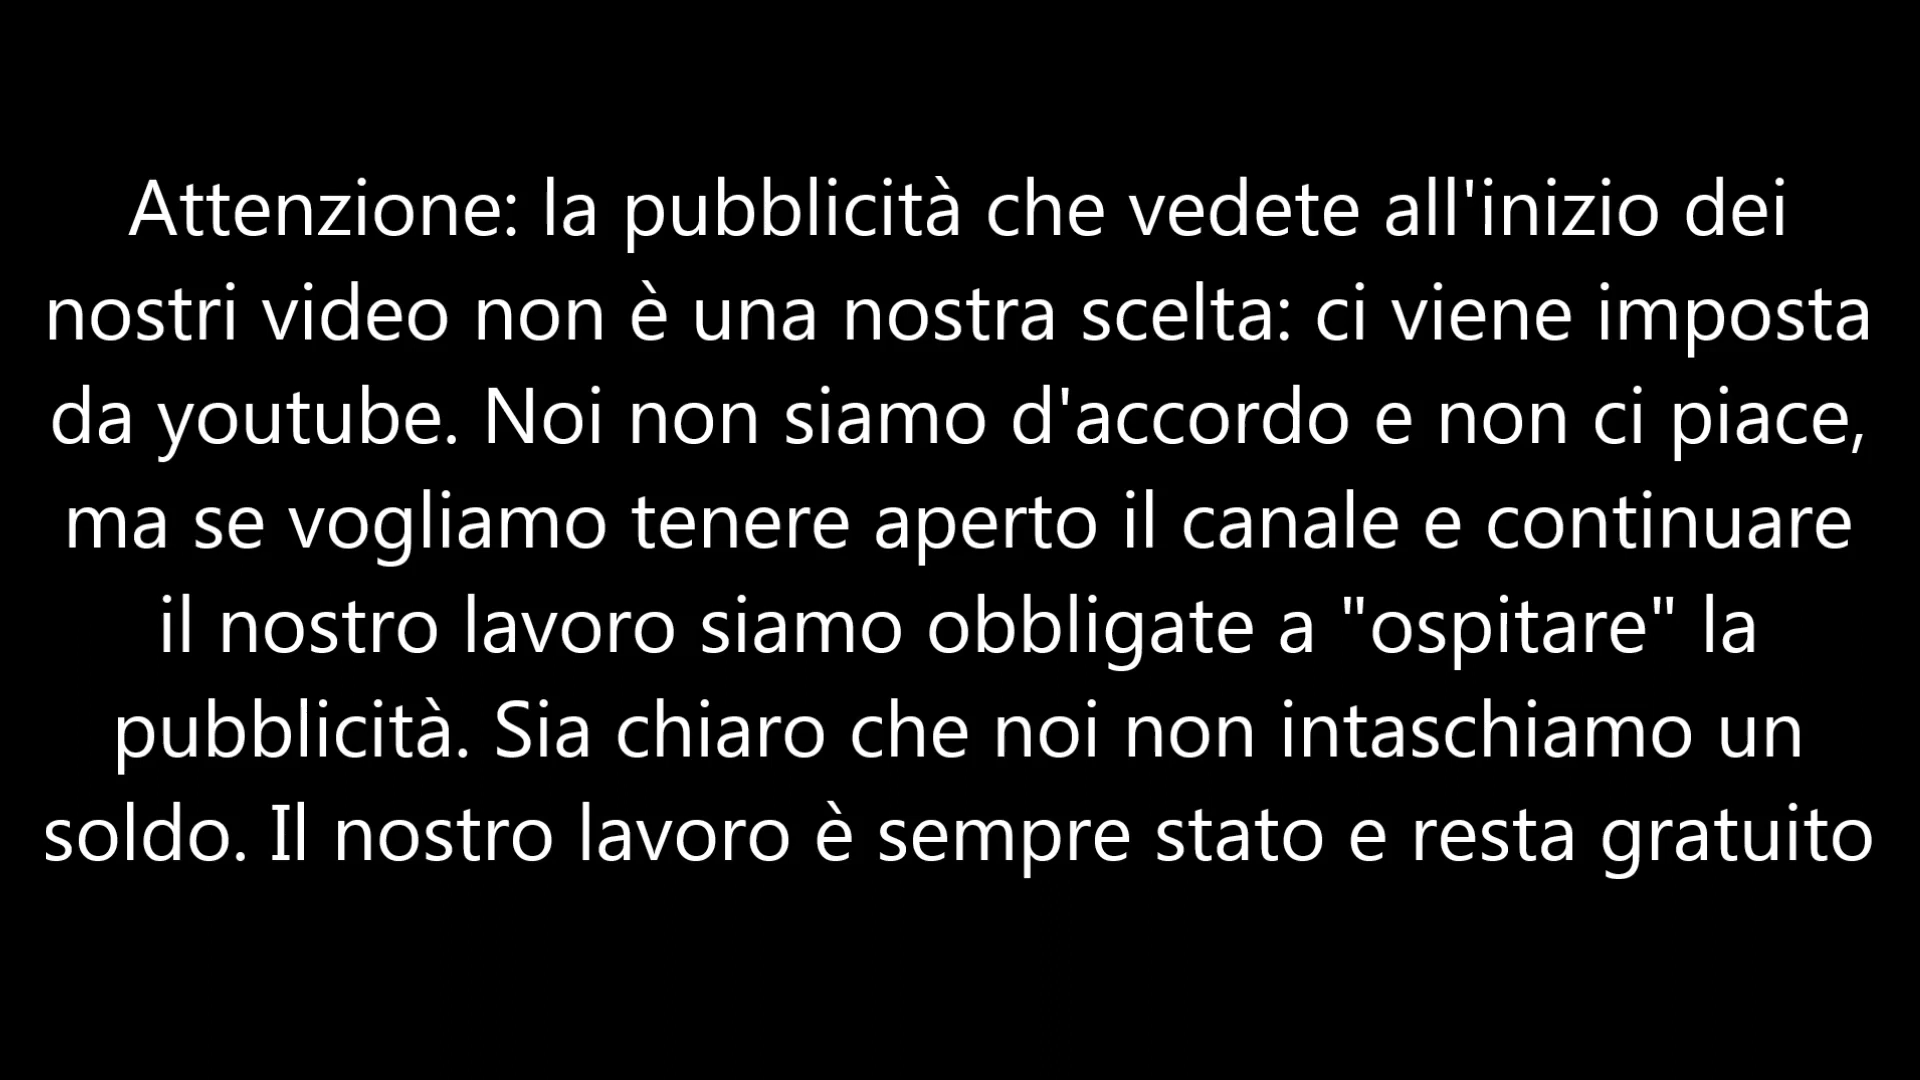 Attenzione: la pubblicità che vedete all'inizio dei
nostri video non è una nostra scelta: ci viene imposta
da youtube. Noi non siamo d'accordo e non ci piace,
ma se vogliamo tenere aperto il canale e continuare
il nostro lavoro siamo obbligate a "ospitare" la
pubblicità. Sia chiaro che noi non intaschiamo un
soldo. Il nostro lavoro è sempre stato e resta gratuito